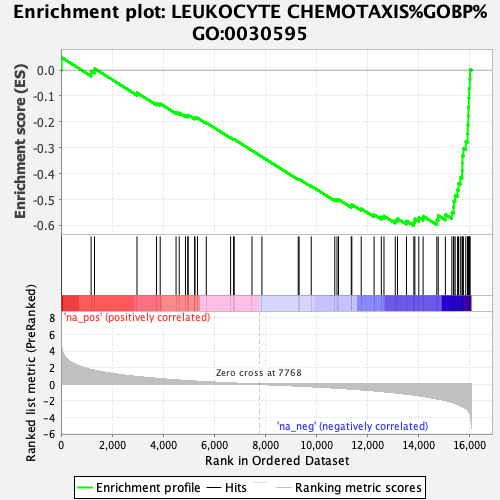 Enrichment plot: LEUKOCYTE CHEMOTAXIS%GOBP%
GO:0030595
Enrichment score (ES)
0.0
-0.1
-0.2
-0.3
-0.4
-0.5
-0.6
'na_pos' (positively correlated)
Ranked list metric (PreRanked)
8
6
4
2
0
-2
-4
-6
Zero cross at 7768
'na_neg' (negatively correlated)
0
2,000
4,000
6,000
8,000
10,000
12,000
14,000
16,000
Rank in Ordered Dataset
Enrichment profile
Hits
Ranking metric scores